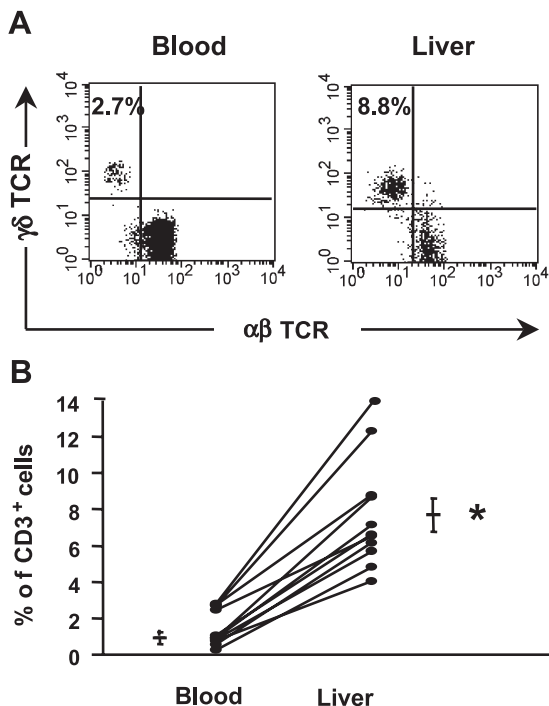 A
Blood
Liver
γδ TCR
10⁴
10³
10²
10¹
10⁰
2.7%
10⁰ 10¹ 10² 10³ 10⁴
10⁴
10³
10²
10¹
10⁰
8.8%
10⁰ 10¹ 10² 10³ 10⁴
αβ TCR
B
% of CD3⁺ cells
14
12
10
8
6
4
2
0
*
Blood
Liver